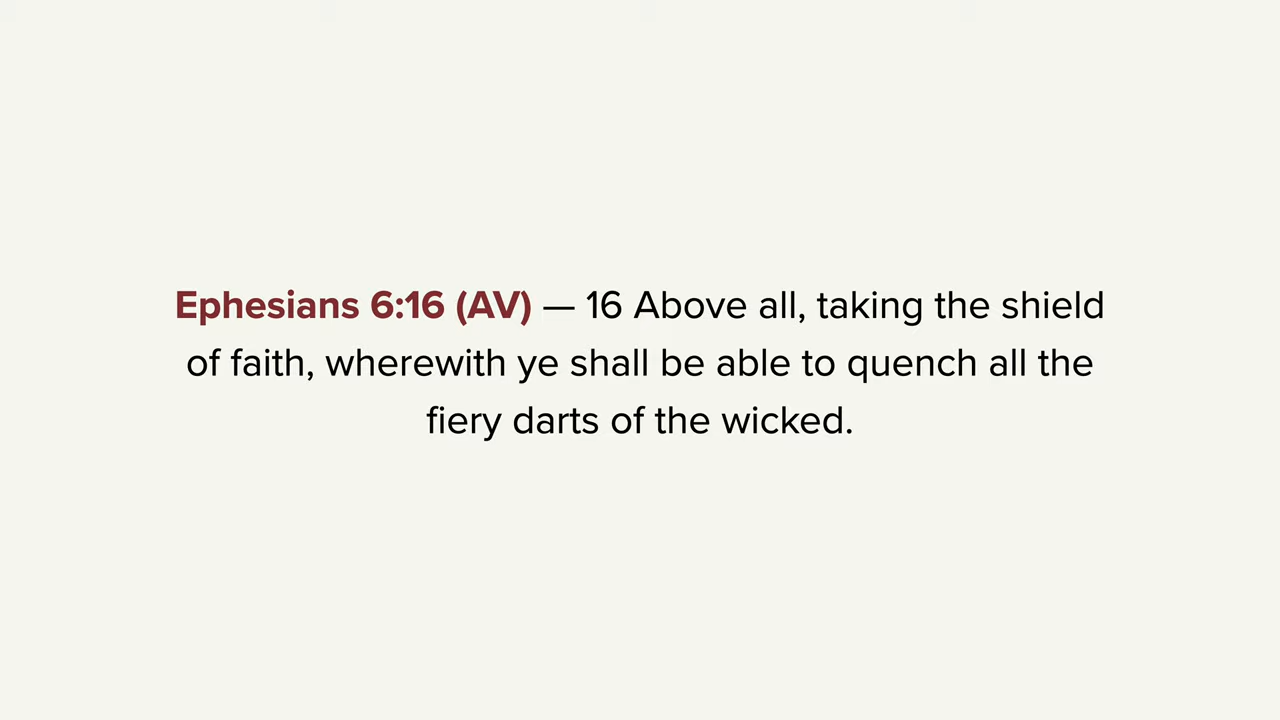 Ephesians 6:16 (AV) — 16 Above all, taking the shield
of faith, wherewith ye shall be able to quench all the
fiery darts of the wicked.